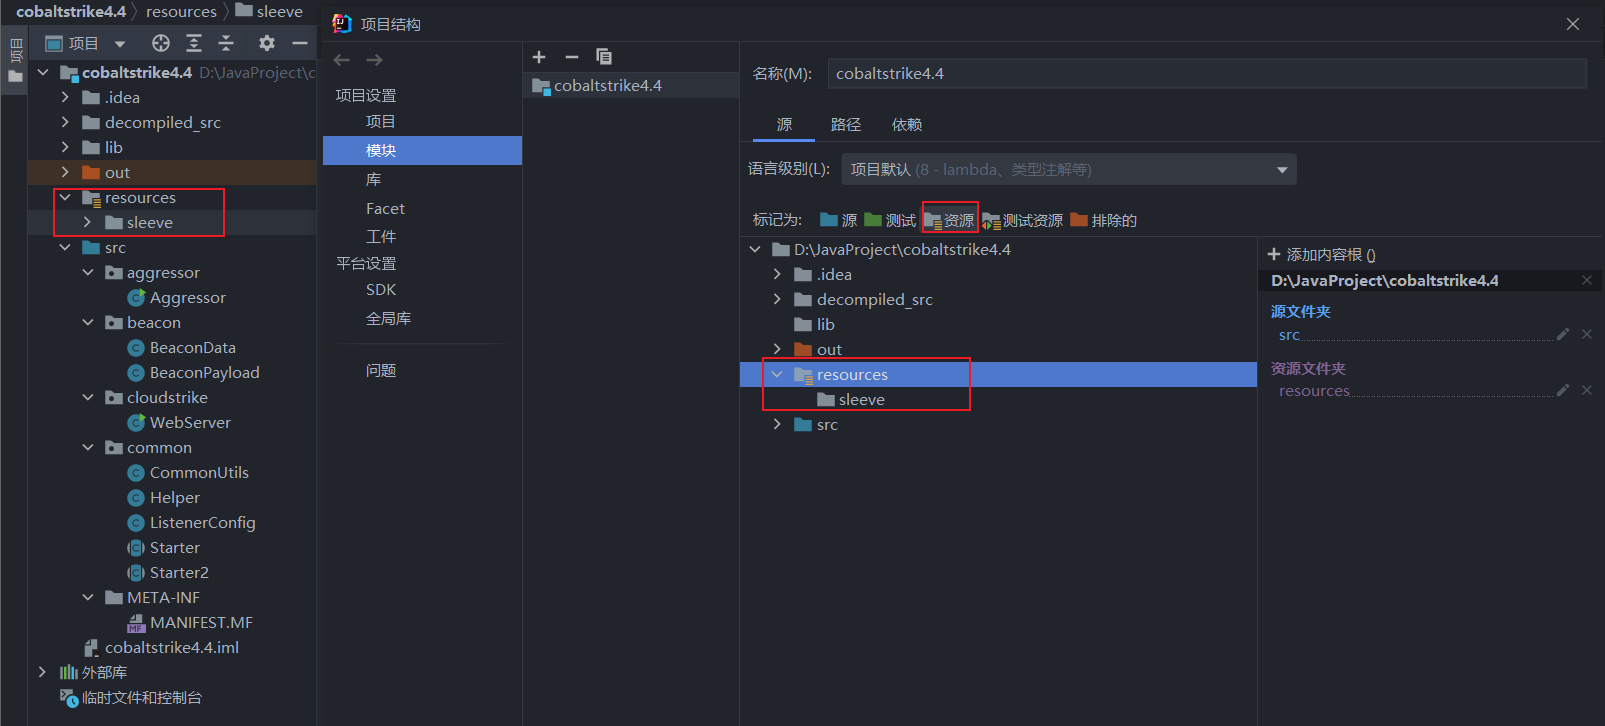 cobaltstrike4.4 resources sleeve
项目
项目
cobaltstrike4.4 D:\JavaProject\c
.idea
decompiled_src
lib
out
resources
sleeve
src
aggressor
Aggressor
beacon
BeaconData
BeaconPayload
cloudstrike
WebServer
common
CommonUtils
Helper
ListenerConfig
Starter
Starter2
META-INF
MANIFEST.MF
cobaltstrike4.4.iml
外部库
临时文件和控制台
项目结构
项目设置
项目
模块
库
Facet
工件
平台设置
SDK
全局库
问题
cobaltstrike4.4
名称(M): cobaltstrike4.4
源 路径 依赖
语言级别(L): 项目默认 (8 - lambda、类型注解等)
标记为: 源 测试 资源 测试资源 排除的
D:\JavaProject\cobaltstrike4.4
.idea
decompiled_src
lib
out
resources
sleeve
src
添加内容根 ()
D:\JavaProject\cobaltstrike4.4
源文件夹
src
资源文件夹
resources